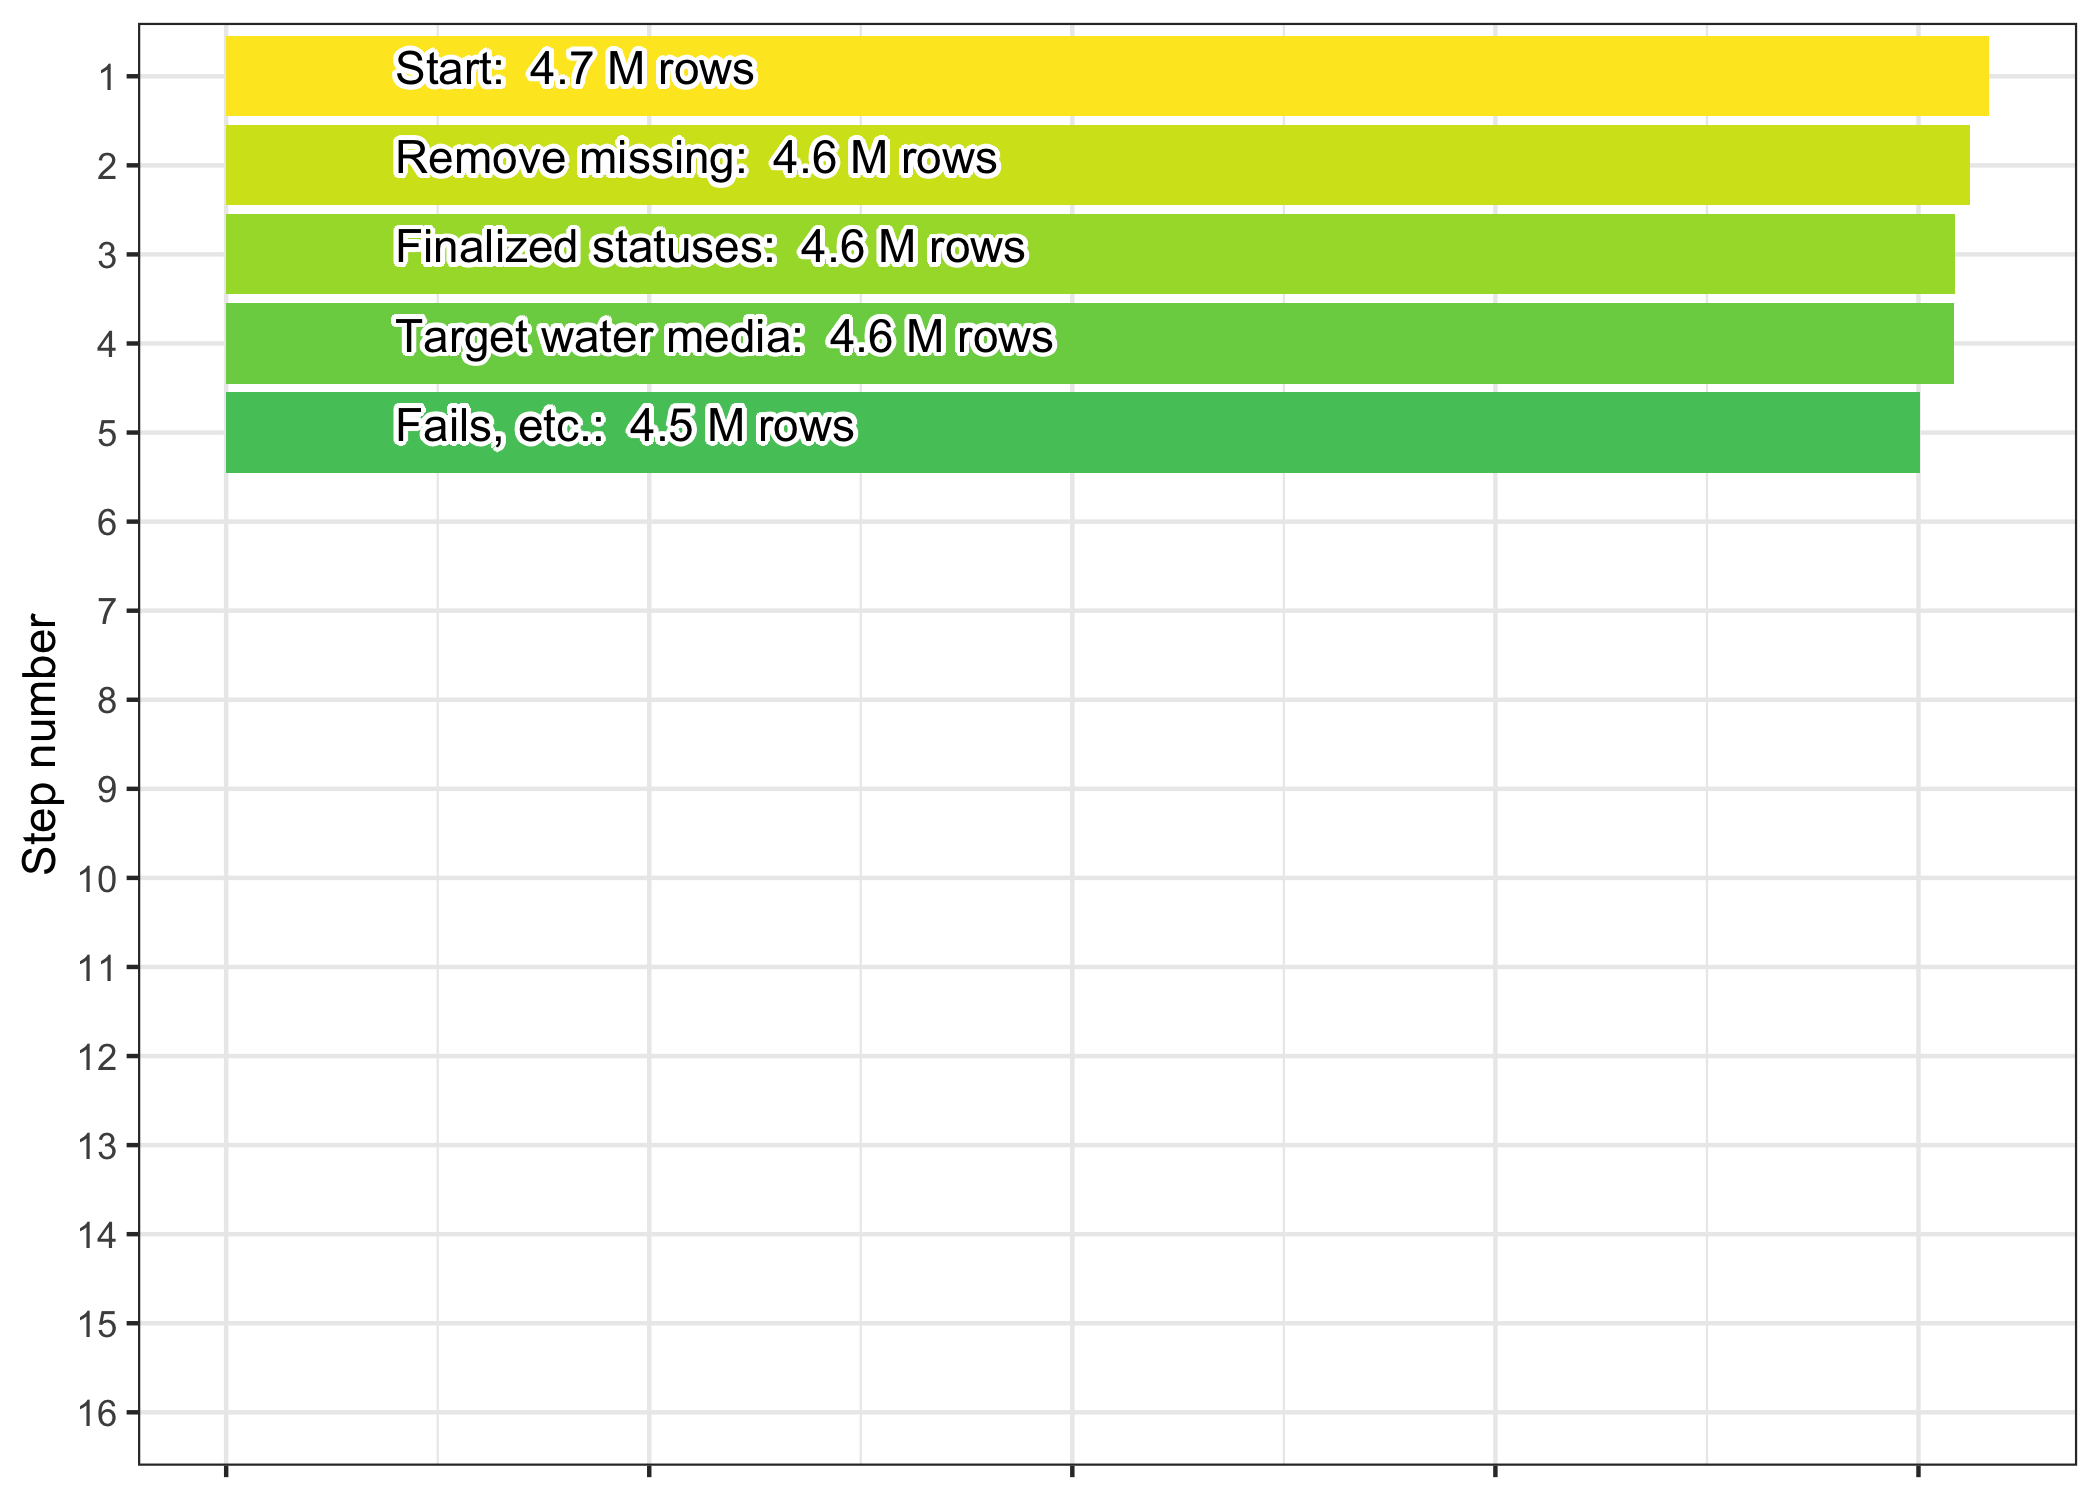 Step number
1
Start:  4.7 M rows
2
Remove missing:  4.6 M rows
3
Finalized statuses:  4.6 M rows
4
Target water media:  4.6 M rows
5
Fails, etc.:  4.5 M rows
6
7
8
9
10
11
12
13
14
15
16